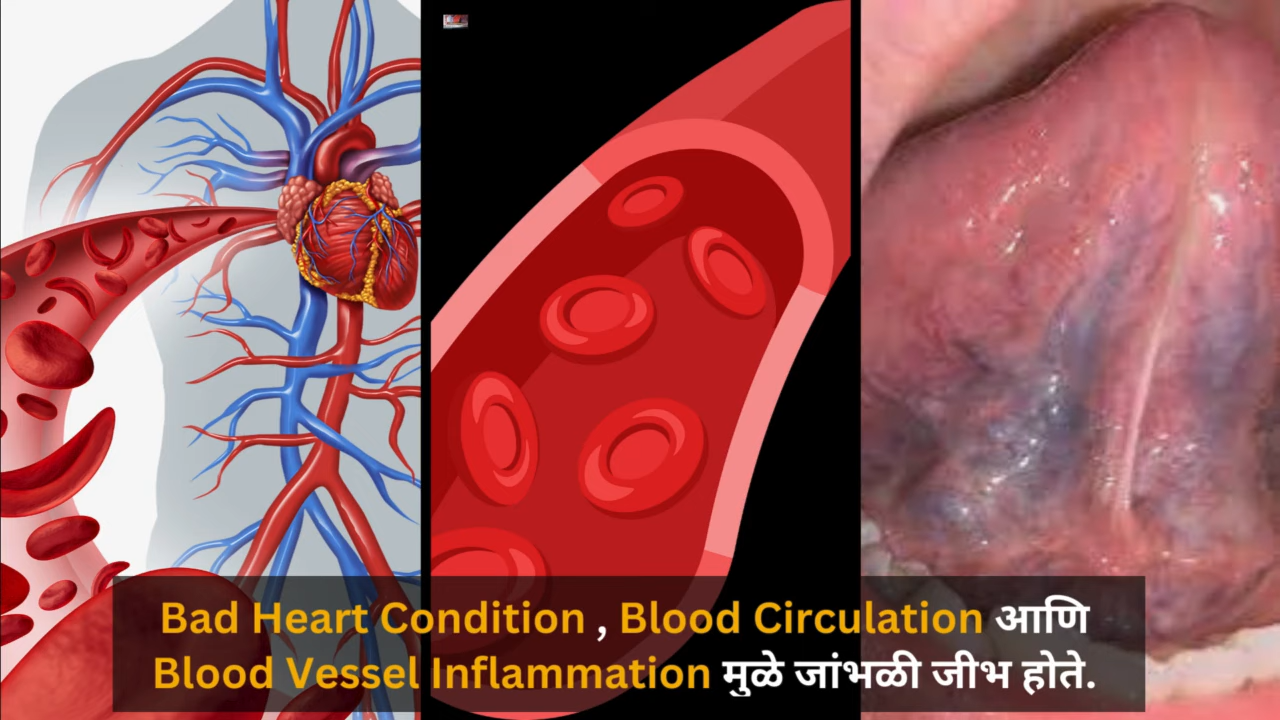 Bad Heart Condition , Blood Circulation आणि
Blood Vessel Inflammation मुळे जांभळी जीभ होते.